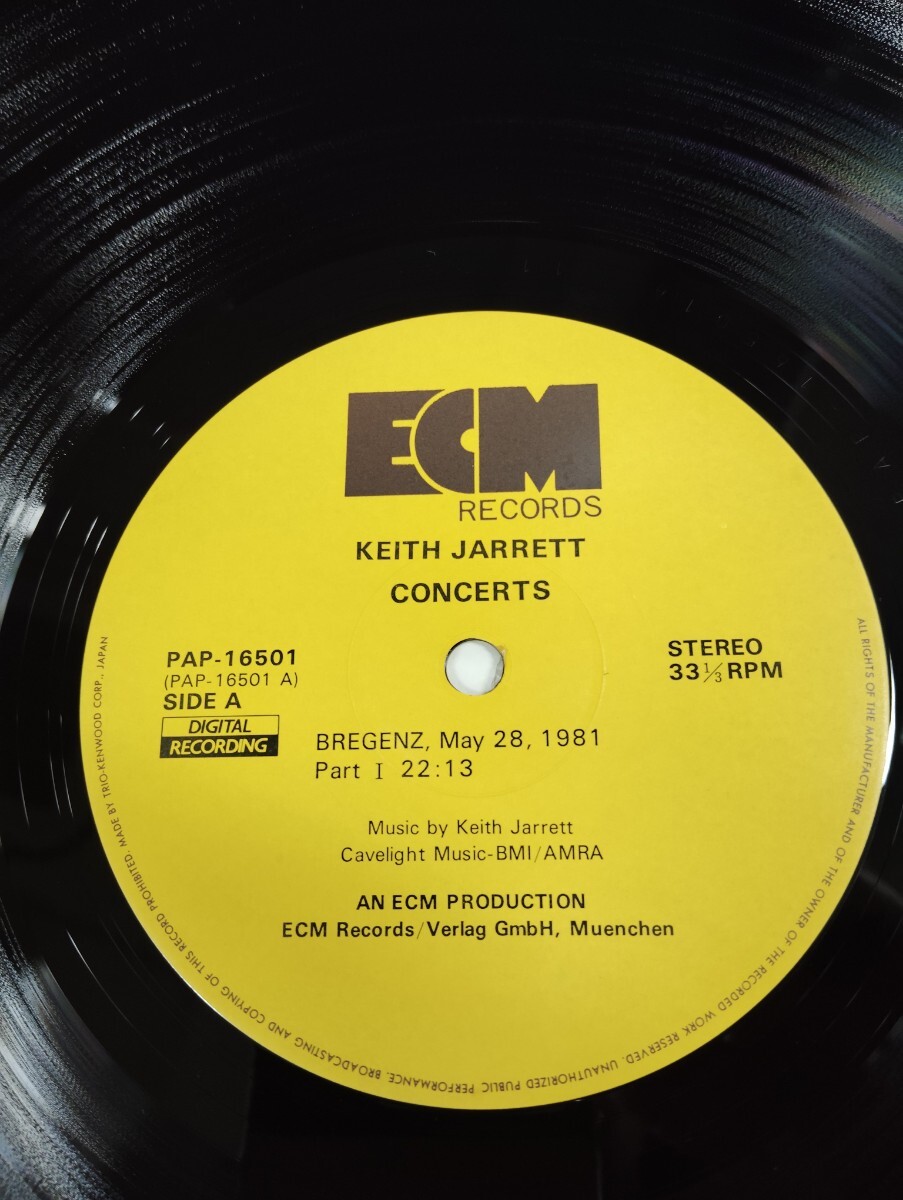 ECM
RECORDS
KEITH JARRETT
CONCERTS
PAP-16501
(PAP-16501 A)
SIDE A
DIGITAL
RECORDING
STEREO
33 1/3 RPM
BREGENZ, May 28, 1981
Part I 22:13
Music by Keith Jarrett
Cavelight Music-BMI/AMRA
AN ECM PRODUCTION
ECM Records/Verlag GmbH, Muenchen
ALL RIGHTS OF THE MANUFACTURER AND OF THE OWNER OF THE RECORDED WORK RESERVED. UNAUTHORIZED PUBLIC PERFORMANCE. BROADCASTING AND COPYING OF THIS RECORD PROHIBITED. MADE BY TRIO-KENWOOD CORP., JAPAN